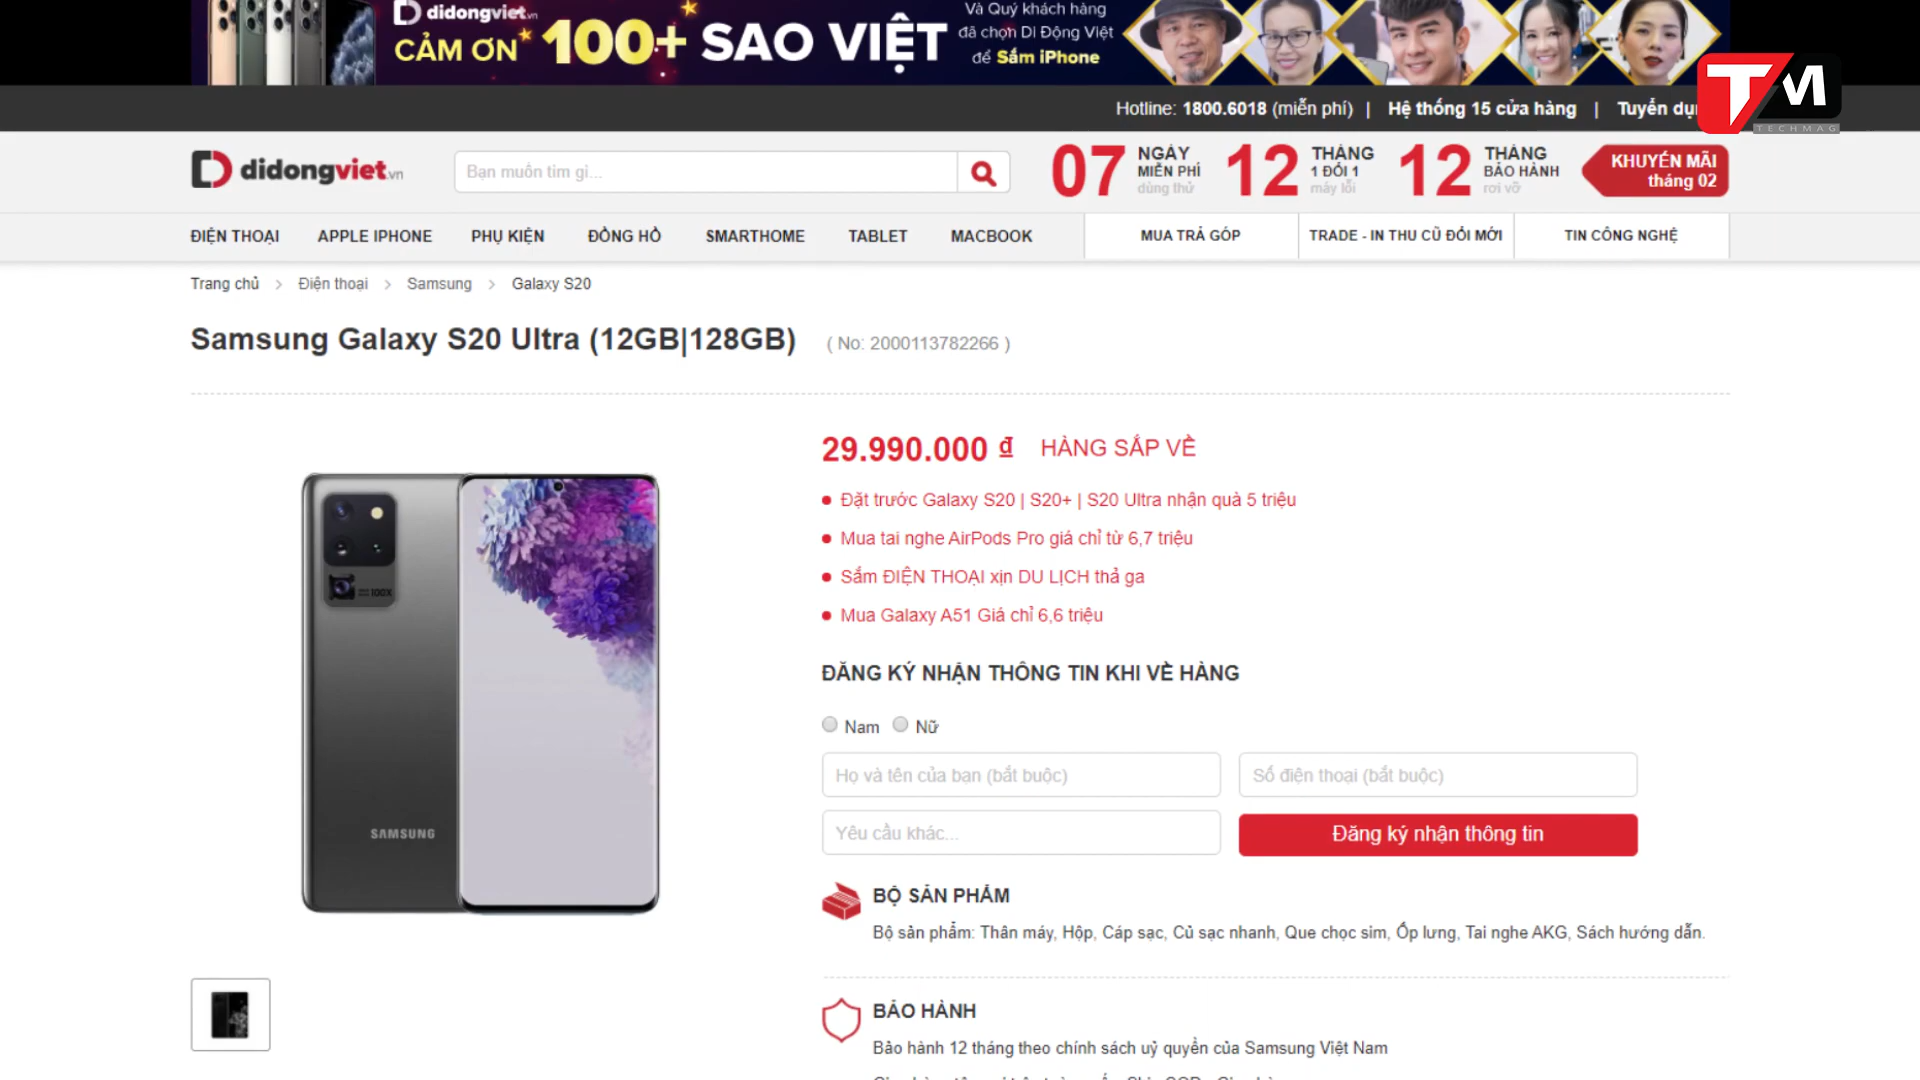 didongviet.vn
CẢM ƠN 100+ SAO VIỆT
Và Quý khách hàng
đã chọn Di Động Việt
để Sắm iPhone
Hotline: 1800.6018 (miễn phí) | Hệ thống 15 cửa hàng | Tuyển
TM
TECHMAG
didongviet.vn
Bạn muốn tìm gì...
07 NGÀY MIỄN PHÍ dùng thử
12 THÁNG 1 ĐỔI 1 máy lỗi
12 THÁNG BẢO HÀNH rơi vỡ
KHUYẾN MÃI
tháng 02
ĐIỆN THOẠI APPLE IPHONE PHỤ KIỆN ĐỒNG HỒ SMARTHOME TABLET MACBOOK MUA TRẢ GÓP TRADE - IN THU CŨ ĐỔI MỚI TIN CÔNG NGHỆ
Trang chủ > Điện thoại > Samsung > Galaxy S20
Samsung Galaxy S20 Ultra (12GB|128GB) ( No: 2000113782266 )
29.990.000 ₫ HÀNG SẮP VỀ
Đặt trước Galaxy S20 | S20+ | S20 Ultra nhận quà 5 triệu
Mua tai nghe AirPods Pro giá chỉ từ 6,7 triệu
Sắm ĐIỆN THOẠI xịn DU LỊCH thả ga
Mua Galaxy A51 Giá chỉ 6,6 triệu
100X
SAMSUNG
ĐĂNG KÝ NHẬN THÔNG TIN KHI VỀ HÀNG
Nam Nữ
Họ và tên của bạn (bắt buộc) Số điện thoại (bắt buộc)
Yêu cầu khác... Đăng ký nhận thông tin
BỘ SẢN PHẨM
Bộ sản phẩm: Thân máy, Hộp, Cáp sạc, Củ sạc nhanh, Que chọc sim, Ốp lưng, Tai nghe AKG, Sách hướng dẫn.
BẢO HÀNH
Bảo hành 12 tháng theo chính sách uỷ quyền của Samsung Việt Nam